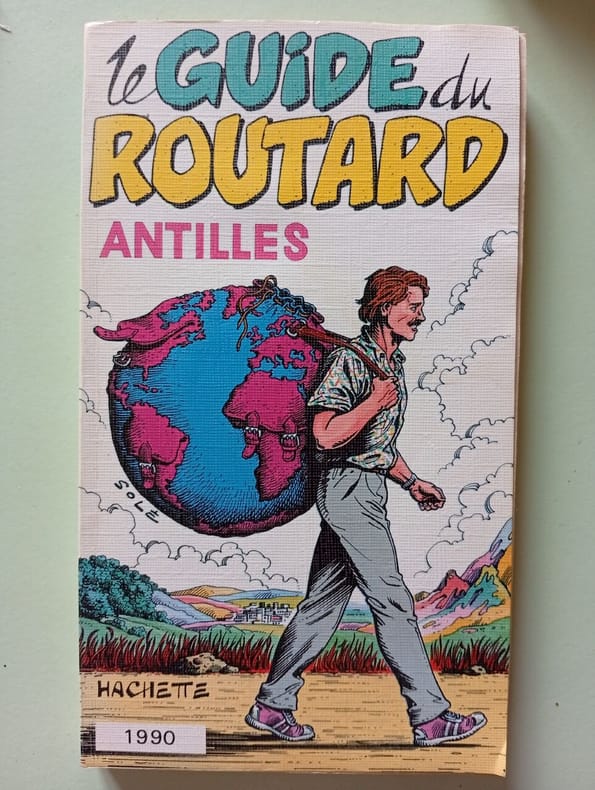 le GUiDE du
ROUTARD
ANTILLES
SOLÉ
HACHETTE
1990